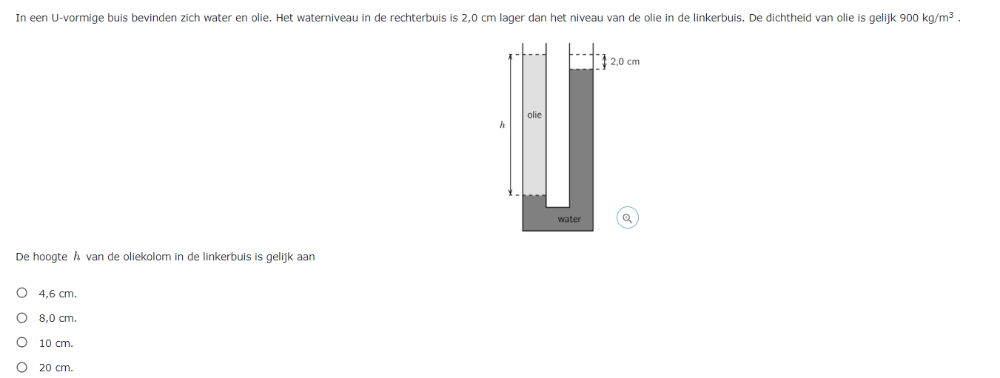 In een U-vormige buis bevinden zich water en olie. Het waterniveau in de rechterbuis is 2,0 cm lager dan het niveau van de olie in de linkerbuis. De dichtheid van olie is gelijk 900 kg/m³ .
2,0 cm
olie
h
water
De hoogte h van de oliekolom in de linkerbuis is gelijk aan
4,6 cm.
8,0 cm.
10 cm.
20 cm.